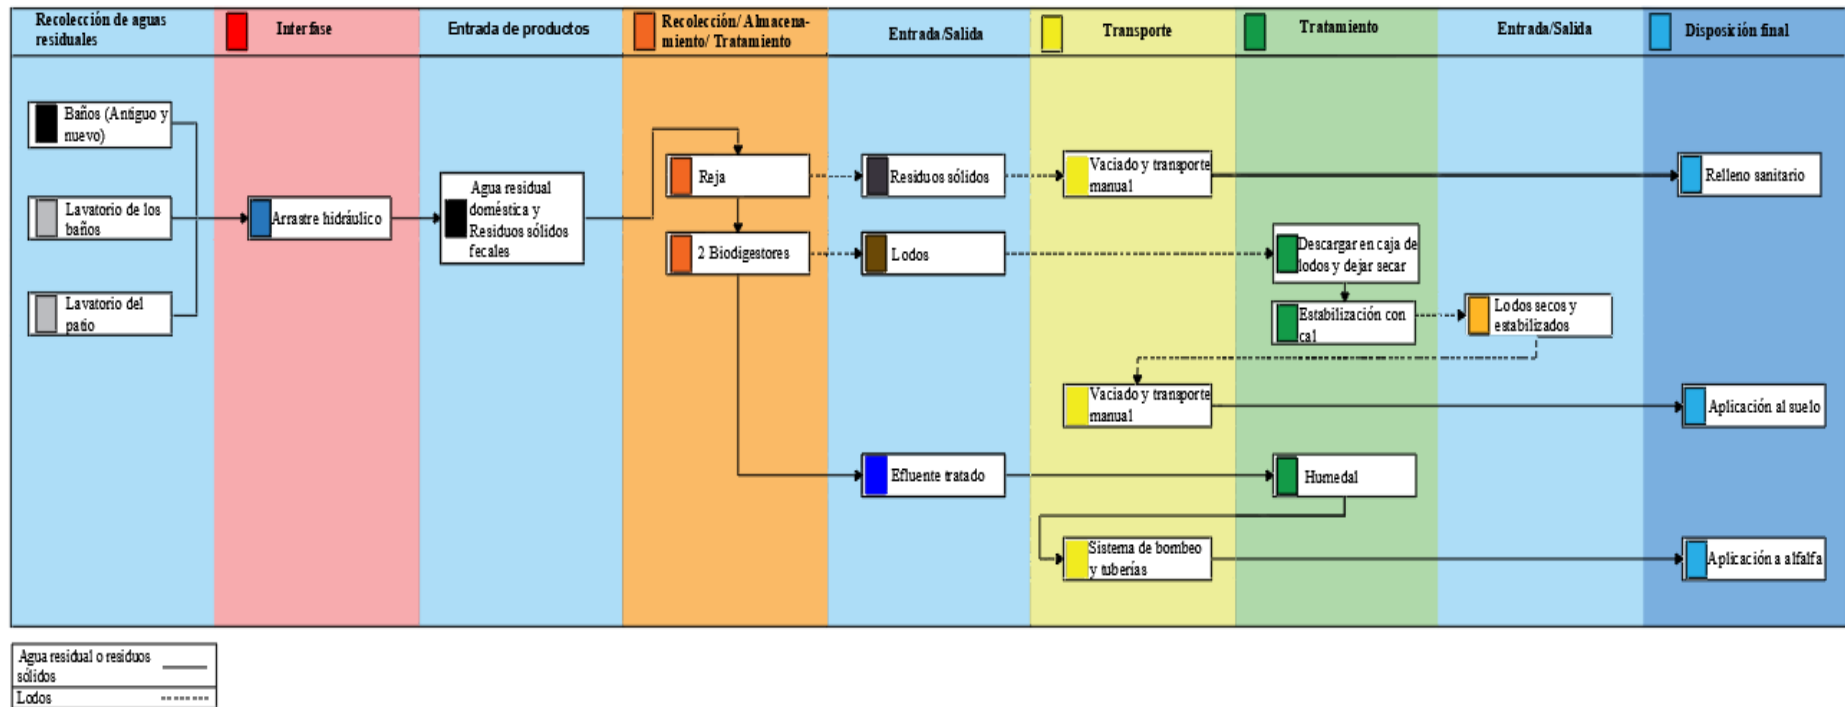 Recolección de aguas
residuales
Interfase
Entrada de productos
Recolección/ Almacena-
miento/ Tratamiento
Entrada/Salida
Transporte
Tratamiento
Entrada/Salida
Disposición final
Baños (Antiguo y
nuevo)
Lavatorio de los
baños
Lavatorio del
patio
Arrastre hidráulico
Agua residual
doméstica y
Residuos sólidos
fecales
Reja
2 Biodigestores
Residuos sólidos
Lodos
Efluente tratado
Vaciado y transporte
manual
Vaciado y transporte
manual
Sistema de bombeo
y tuberías
Descargar en caja de
lodos y dejar secar
Estabilización con
cal
Humedal
Lodos secos y
estabilizados
Relleno sanitario
Aplicación al suelo
Aplicación a alfalfa
Agua residual o residuos
sólidos
Lodos